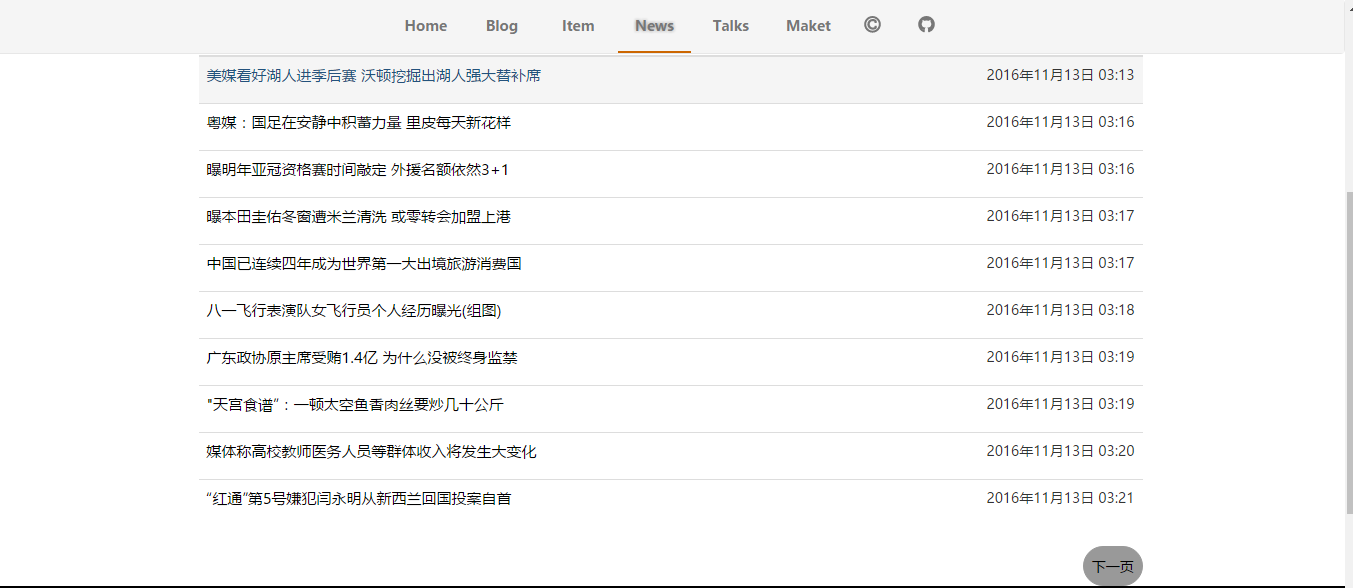 Home Blog Item News Talks Maket
美媒看好湖人进季后赛 沃顿挖掘出湖人强大替补席 2016年11月13日 03:13
粤媒：国足在安静中积蓄力量 里皮每天新花样 2016年11月13日 03:16
曝明年亚冠资格赛时间敲定 外援名额依然3+1 2016年11月13日 03:16
曝本田圭佑冬窗遭米兰清洗 或零转会加盟上港 2016年11月13日 03:17
中国已连续四年成为世界第一大出境旅游消费国 2016年11月13日 03:17
八一飞行表演队女飞行员个人经历曝光(组图) 2016年11月13日 03:18
广东政协原主席受贿1.4亿 为什么没被终身监禁 2016年11月13日 03:19
"天宫食谱"：一顿太空鱼香肉丝要炒几十公斤 2016年11月13日 03:19
媒体称高校教师医务人员等群体收入将发生大变化 2016年11月13日 03:20
“红通”第5号嫌犯闫永明从新西兰回国投案自首 2016年11月13日 03:21
下一页